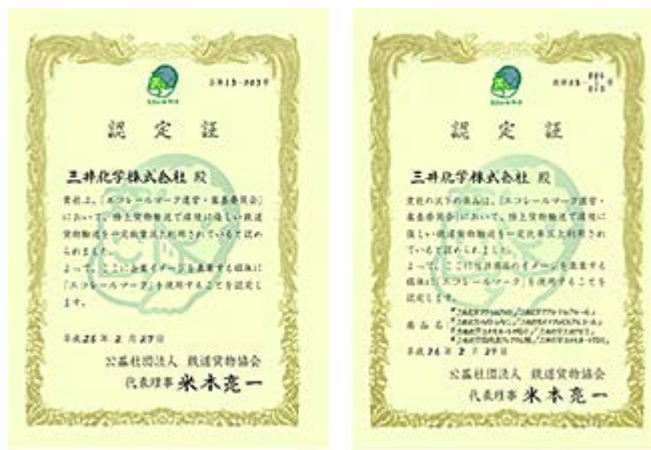 認定証
三井化学株式会社 殿
貴社は、「エコレールマーク運営・審査委員会」
において、陸上貨物輸送で環境に優しい鉄道
貨物輸送を一定割合以上利用されていると認め
られました。
よって、ここに企業イメージを表案する媒体に
「エコレールマーク」を使用することを認定し
ます。
平成26年2月27日
公益社団法人 鉄道貨物協会
代表理事 米本亮一
認定証
三井化学株式会社 殿
貴社の以下の商品は、「エコレールマーク運営・
審査委員会」において、陸上貨物輸送で環境に
優しい鉄道貨物輸送を一定比率以上利用され
ていると認められました。
よって、ここに当該商品のイメージを表案する
媒体に「エコレールマーク」を使用することを
認定します。
商品名
平成26年2月27日
公益社団法人 鉄道貨物協会
代表理事 米本亮一